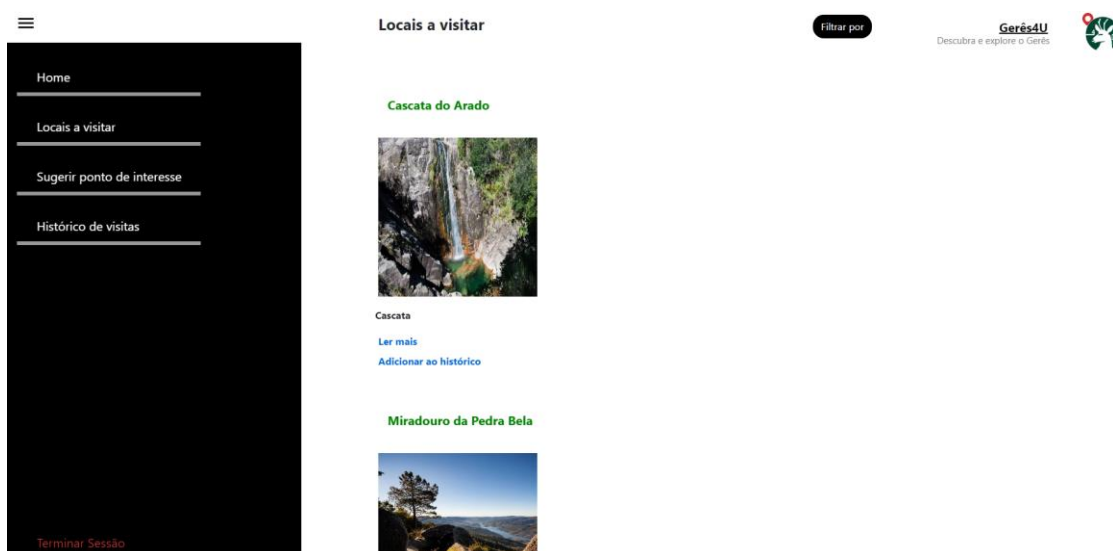 Locais a visitar
Filtrar por
Gerês4U
Descubra e explore o Gerês
Home
Locais a visitar
Sugerir ponto de interesse
Histórico de visitas
Terminar Sessão
Cascata do Arado
Cascata
Ler mais
Adicionar ao histórico
Miradouro da Pedra Bela